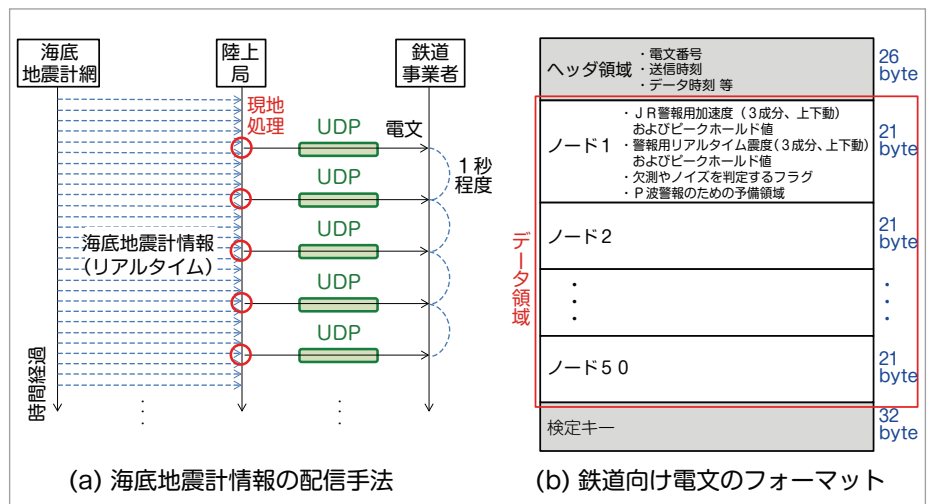 海底
地震計網
陸上
局
鉄道
事業者
現地
処理
UDP
電文
1秒
程度
UDP
海底地震計情報
(リアルタイム)
UDP
UDP
UDP
時間経過
(a) 海底地震計情報の配信手法
ヘッダ領域
・電文番号
・送信時刻
・データ時刻 等
26
byte
ノード1
・JR警報用加速度(3成分、上下動)
およびピークホールド値
・警報用リアルタイム震度(3成分、上下動)
およびピークホールド値
・欠測やノイズを判定するフラグ
・P波警報のための予備領域
21
byte
ノード2
21
byte
データ領域
ノード50
21
byte
検定キー
32
byte
(b) 鉄道向け電文のフォーマット